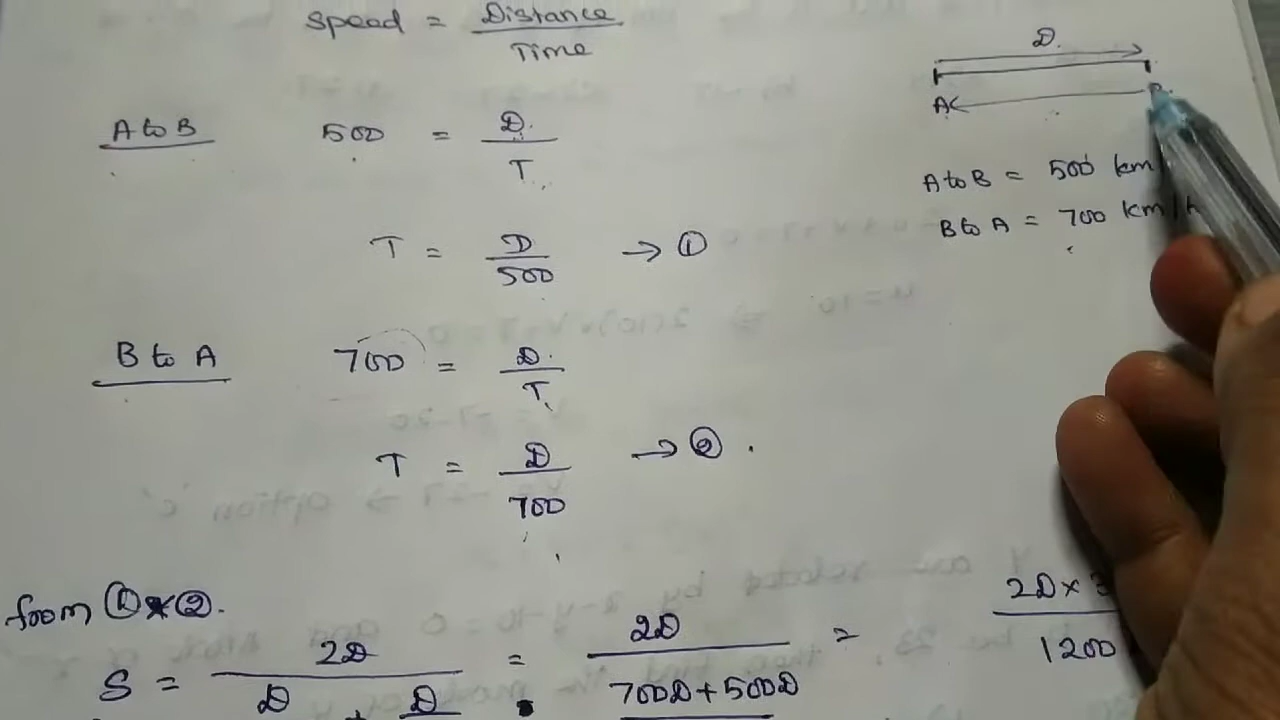 Speed = Distance / Time
D.
A B.
A to B 500 = D. / T
A to B = 500 km
B to A = 700 km/h
T = D / 500 → ①
B to A 700 = D. / T
T = D / 700 → ②.
from ① & ②.
S = 2D / D + D = 2D / 700D + 500D = 2D × 3 / 1200